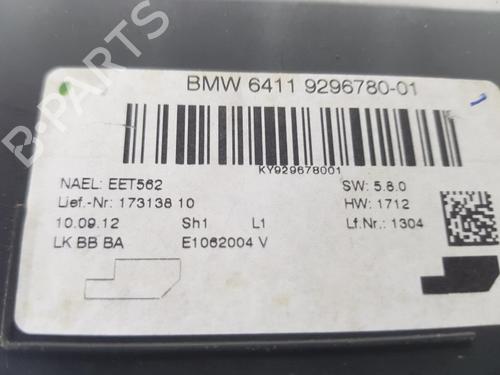 BMW 6411 9296780-01
KY929678001
NAEL: EET562
SW: 5.8.0
Lief.-Nr: 173138 10
HW: 1712
10.09.12 Sh1 L1
Lf.Nr.: 1304
LK BB BA E1062004 V
B-PARTS